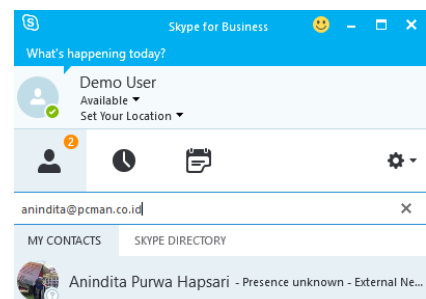 Skype for Business
What's happening today?
Demo User
Available
Set Your Location
2
anindita@pcman.co.id
MY CONTACTS SKYPE DIRECTORY
Anindita Purwa Hapsari - Presence unknown - External Ne...